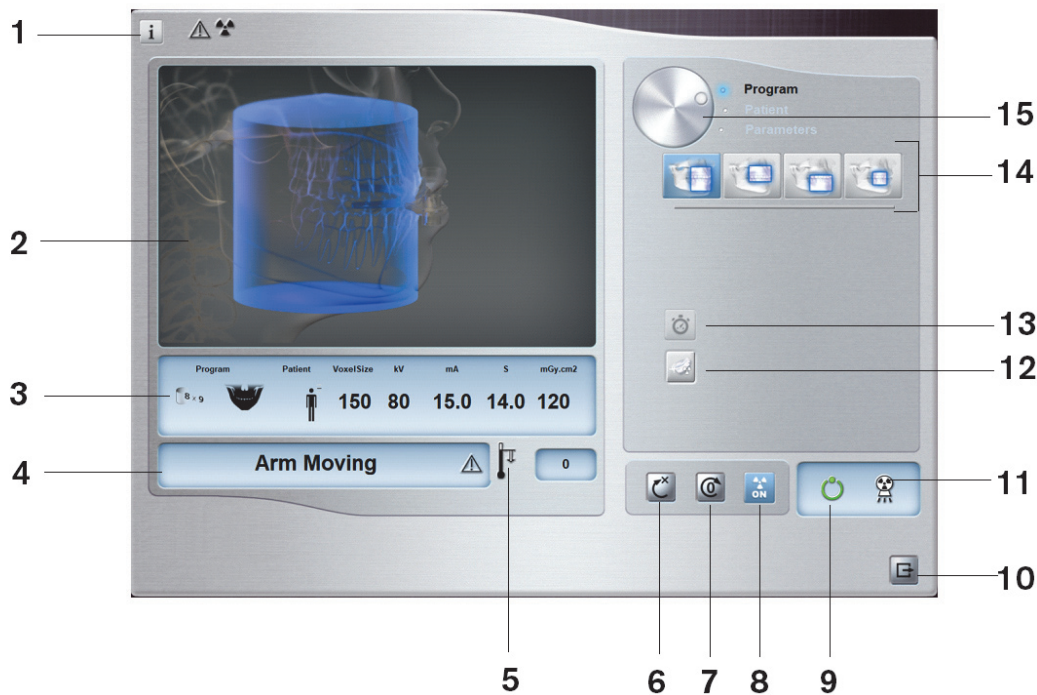 1
i
2
Program
Patient
Parameters
15
14
13
12
3
Program Patient VoxelSize kV mA S mGy.cm2
8 x 9 150 80 15.0 14.0 120
4
Arm Moving
0
0
ON
11
10
5
6
7
8
9